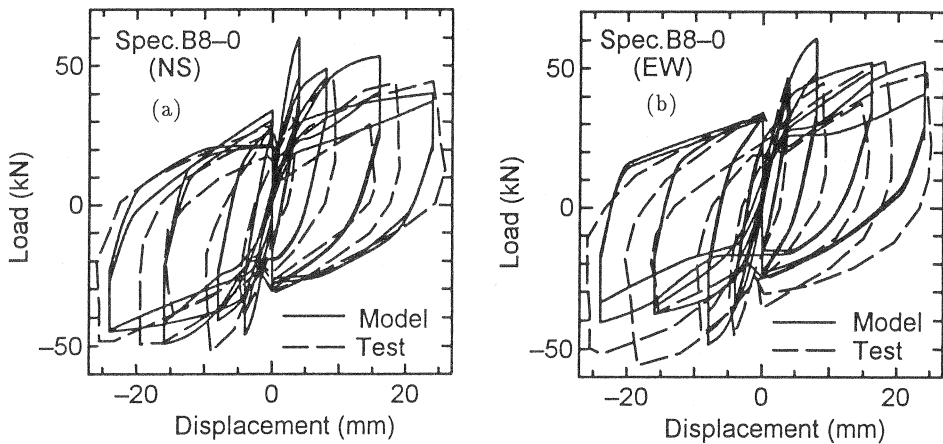 Spec.B8–0
(NS)
(a)
50
0
–50
Load (kN)
Model
Test
–20
0
20
Displacement (mm)
Spec.B8–0
(EW)
(b)
50
0
–50
Load (kN)
Model
Test
–20
0
20
Displacement (mm)